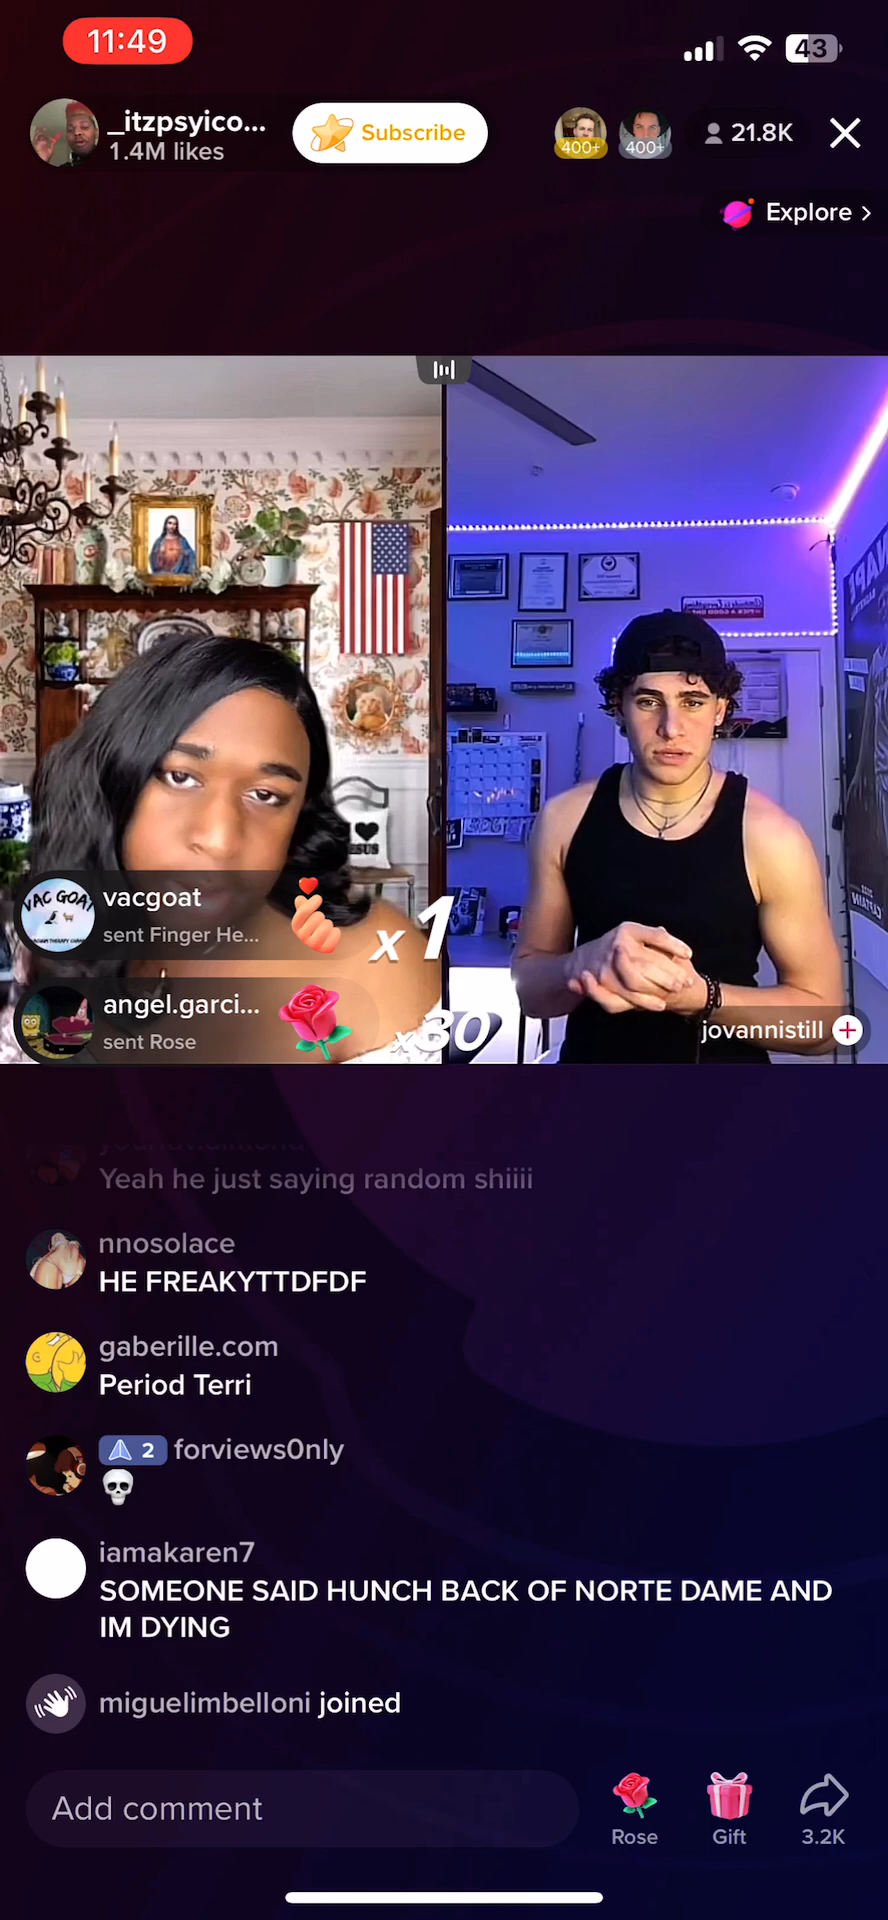 11:49
43
_itzpsyico...
1.4M likes
Subscribe
400+
400+
21.8K
Explore >
vacgoat
sent Finger He...
x1
angel.garci...
sent Rose
x30
jovannistill
Yeah he just saying random shiiii
nnosolace
HE FREAKYTTDFDF
gaberille.com
Period Terri
2 forviews0nly
💀
iamakaren7
SOMEONE SAID HUNCH BACK OF NORTE DAME AND
IM DYING
miguelimbelloni joined
Add comment
Rose
Gift
3.2K